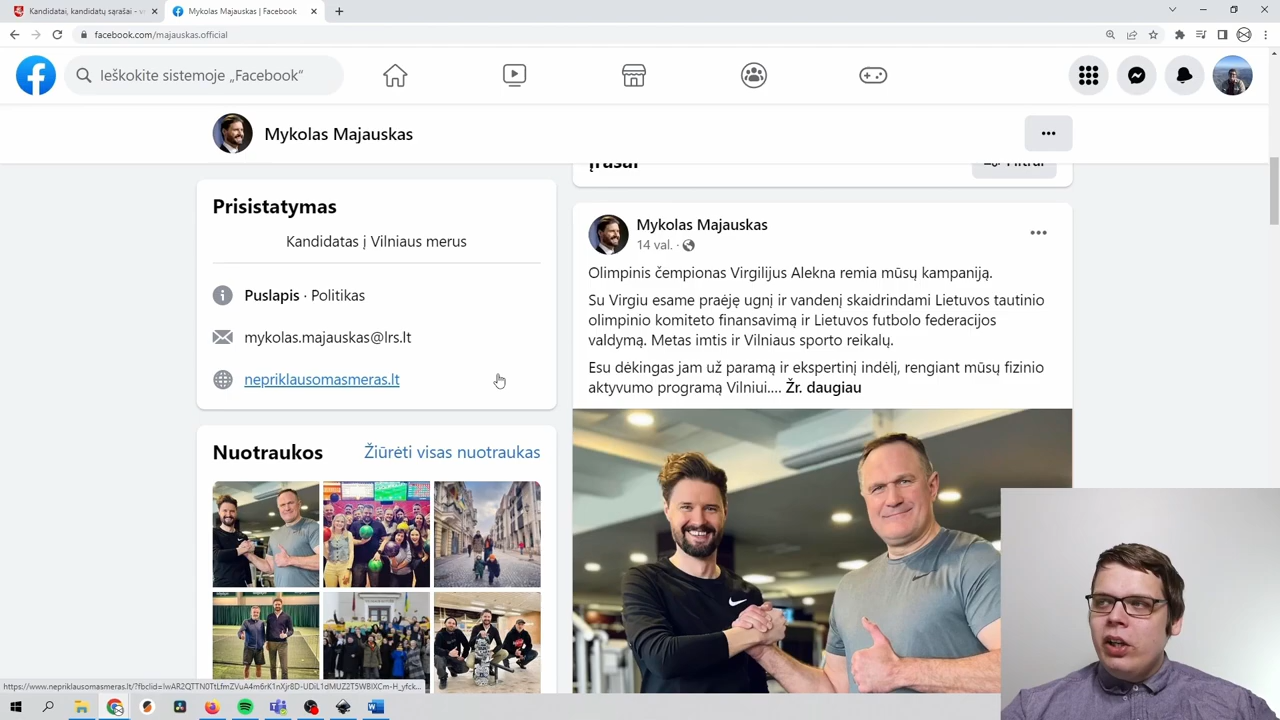 Kandidatai, kandidatų sąrašai - v
Mykolas Majauskas | Facebook
facebook.com/majauskas.official
Ieškokite sistemoje „Facebook“
Mykolas Majauskas
Įrašai
Filtrai
Prisistatymas
Kandidatas į Vilniaus merus
Puslapis · Politikas
mykolas.majauskas@lrs.lt
nepriklausomasmeras.lt
Nuotraukos
Žiūrėti visas nuotraukas
Mykolas Majauskas
14 val. ·
Olimpinis čempionas Virgilijus Alekna remia mūsų kampaniją.
Su Virgiu esame praėję ugnį ir vandenį skaidrindami Lietuvos tautinio
olimpinio komiteto finansavimą ir Lietuvos futbolo federacijos
valdymą. Metas imtis ir Vilniaus sporto reikalų.
Esu dėkingas jam už paramą ir ekspertinį indėlį, rengiant mūsų fizinio
aktyvumo programą Vilniui.... Žr. daugiau